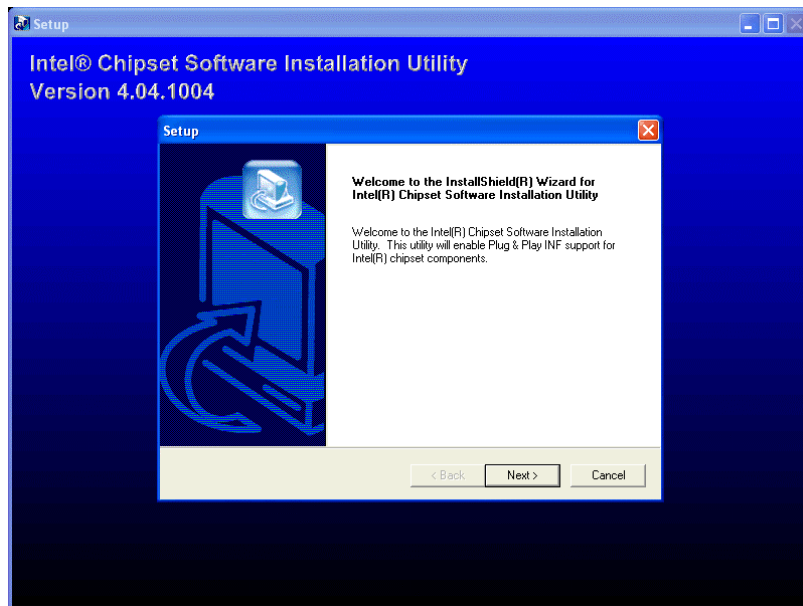 Setup
Intel® Chipset Software Installation Utility
Version 4.04.1004
Setup
Welcome to the InstallShield(R) Wizard for
Intel(R) Chipset Software Installation Utility
Welcome to the Intel(R) Chipset Software Installation
Utility. This utility will enable Plug & Play INF support for
Intel(R) chipset components.
< Back
Next >
Cancel